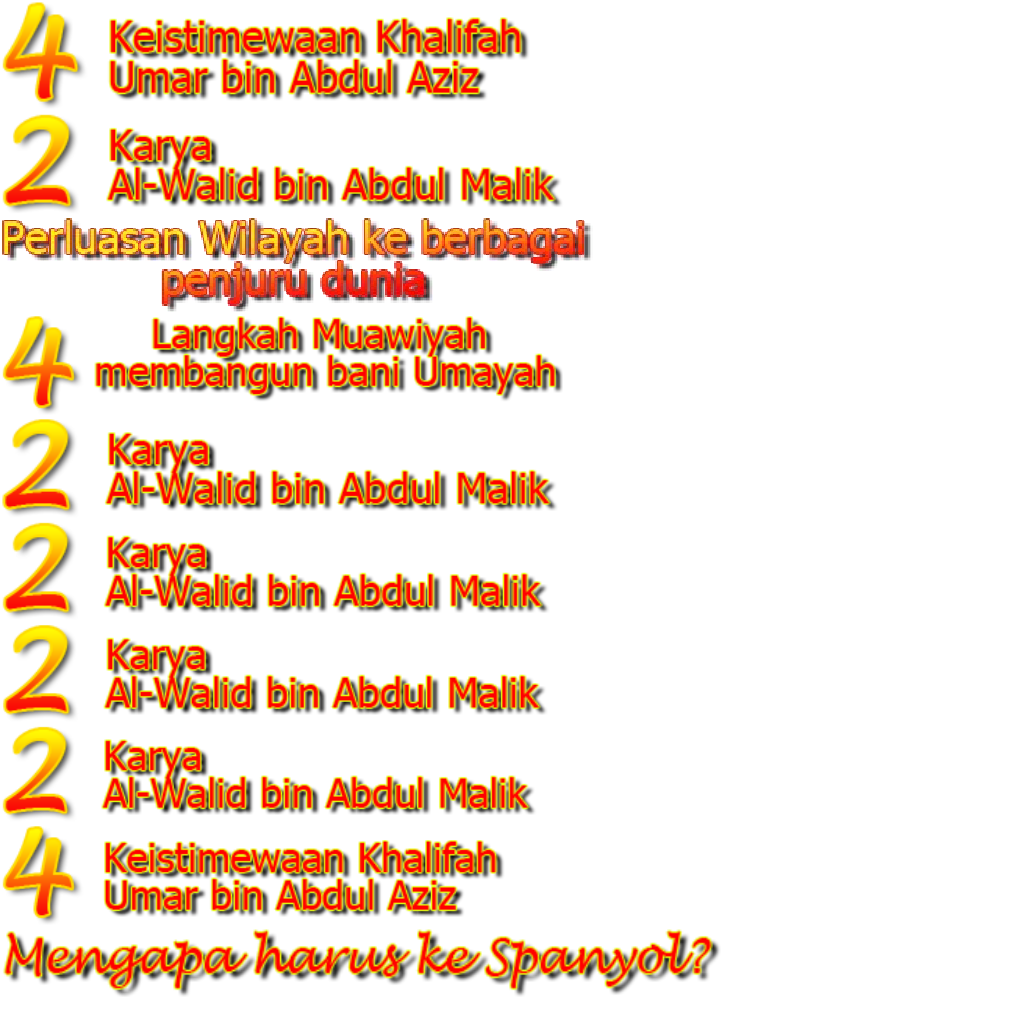 4 Keistimewaan Khalifah
Umar bin Abdul Aziz
2 Karya
Al-Walid bin Abdul Malik
Perluasan Wilayah ke berbagai
penjuru dunia
4 Langkah Muawiyah
membangun bani Umayah
2 Karya
Al-Walid bin Abdul Malik
2 Karya
Al-Walid bin Abdul Malik
2 Karya
Al-Walid bin Abdul Malik
2 Karya
Al-Walid bin Abdul Malik
4 Keistimewaan Khalifah
Umar bin Abdul Aziz
Mengapa harus ke Spanyol?